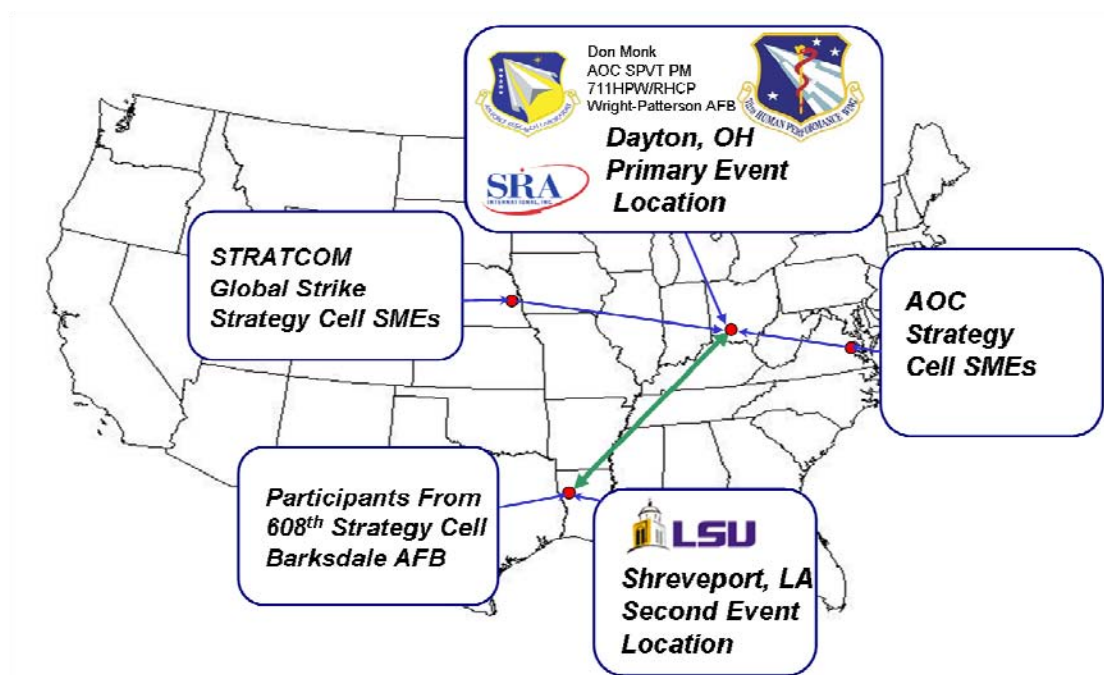 Don Monk
AOC SPVT PM
711HPW/RHCP
Wright-Patterson AFB
Dayton, OH
Primary Event
Location
SRA
INTERNATIONAL, INC.
STRATCOM
Global Strike
Strategy Cell SMEs
AOC
Strategy
Cell SMEs
Participants From
608th Strategy Cell
Barksdale AFB
LSU
Shreveport, LA
Second Event
Location